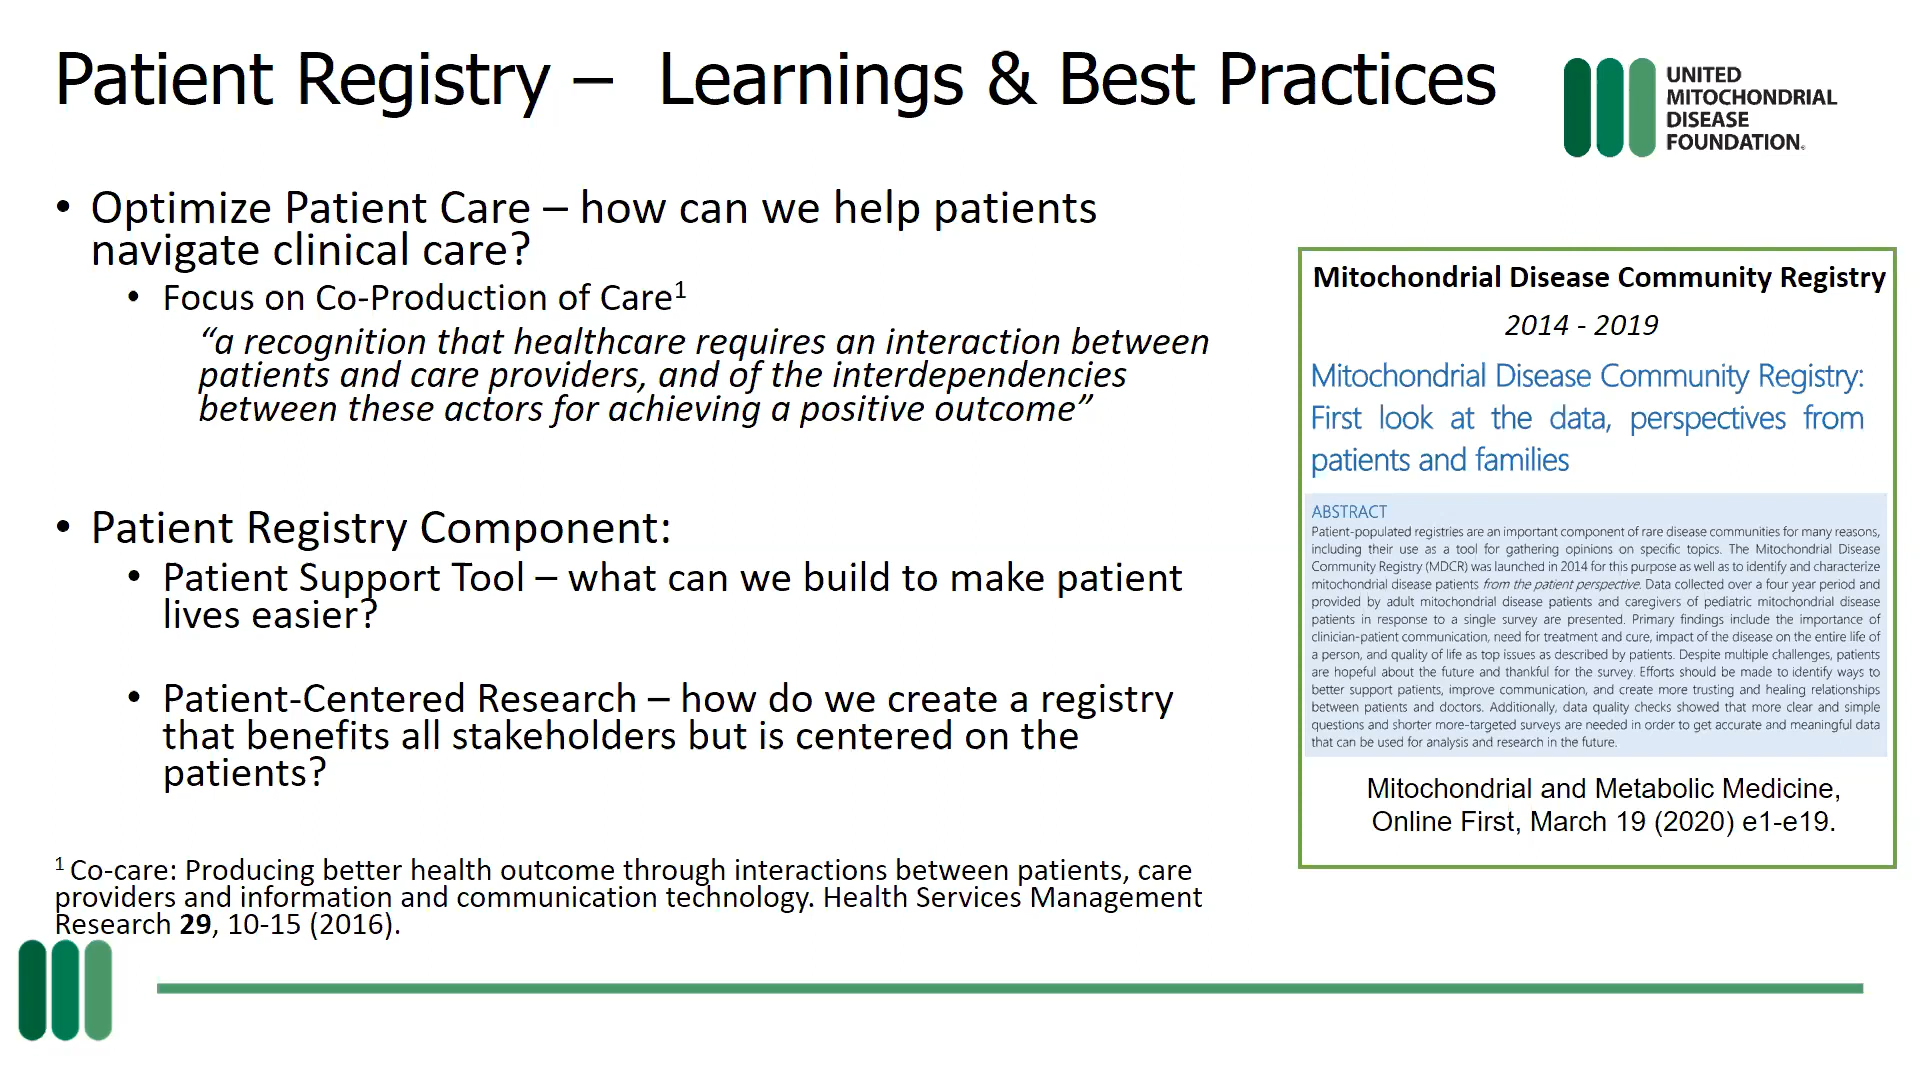 Patient Registry – Learnings & Best Practices
UNITED
MITOCHONDRIAL
DISEASE
FOUNDATION.
• Optimize Patient Care – how can we help patients
navigate clinical care?
• Focus on Co-Production of Care1
“a recognition that healthcare requires an interaction between
patients and care providers, and of the interdependencies
between these actors for achieving a positive outcome”
• Patient Registry Component:
• Patient Support Tool – what can we build to make patient
lives easier?
• Patient-Centered Research – how do we create a registry
that benefits all stakeholders but is centered on the
patients?
1 Co-care: Producing better health outcome through interactions between patients, care
providers and information and communication technology. Health Services Management
Research 29, 10-15 (2016).
Mitochondrial Disease Community Registry
2014 - 2019
Mitochondrial Disease Community Registry:
First look at the data, perspectives from
patients and families
ABSTRACT
Patient-populated registries are an important component of rare disease communities for many reasons,
including their use as a tool for gathering opinions on specific topics. The Mitochondrial Disease
Community Registry (MDCR) was launched in 2014 for this purpose as well as to identify and characterize
mitochondrial disease patients from the patient perspective. Data collected over a four year period and
provided by adult mitochondrial disease patients and caregivers of pediatric mitochondrial disease
patients in response to a single survey are presented. Primary findings include the importance of
clinician-patient communication, need for treatment and cure, impact of the disease on the entire life of
a person, and quality of life as top issues as described by patients. Despite multiple challenges, patients
are hopeful about the future and thankful for the survey. Efforts should be made to identify ways to
better support patients, improve communication, and create more trusting and healing relationships
between patients and doctors. Additionally, data quality checks showed that more clear and simple
questions and shorter more-targeted surveys are needed in order to get accurate and meaningful data
that can be used for analysis and research in the future.
Mitochondrial and Metabolic Medicine,
Online First, March 19 (2020) e1-e19.